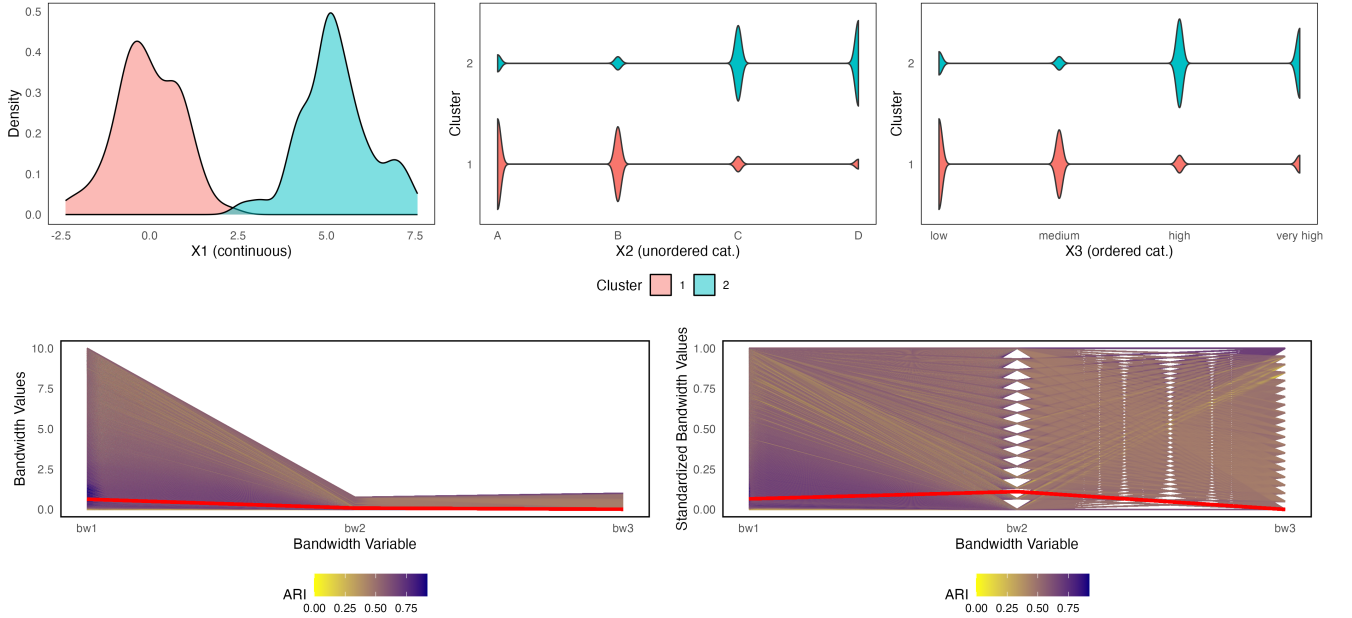 Density
0.5
0.4
0.3
0.2
0.1
0.0
-2.5 0.0 2.5 5.0 7.5
X1 (continuous)
Cluster
2
1
A B C D
X2 (unordered cat.)
Cluster
2
1
low medium high very high
X3 (ordered cat.)
Cluster 1 2
Bandwidth Values
10.0
7.5
5.0
2.5
0.0
bw1 bw2 bw3
Bandwidth Variable
ARI
0.00 0.25 0.50 0.75
Standardized Bandwidth Values
1.00
0.75
0.50
0.25
0.00
bw1 bw2 bw3
Bandwidth Variable
ARI
0.00 0.25 0.50 0.75